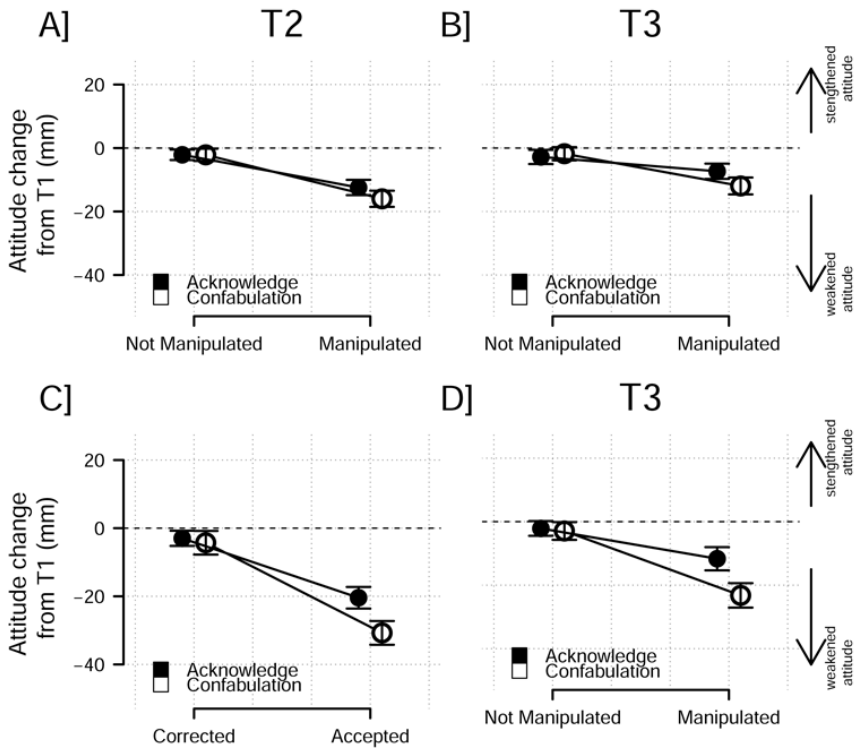 A]
T2
B]
T3
20
0
−20
−40
Attitude change
from T1 (mm)
Acknowledge
Confabulation
Not Manipulated
Manipulated
Acknowledge
Confabulation
Not Manipulated
Manipulated
stengthened
attitude
weakened
attitude
C]
D]
T3
20
0
−20
−40
Attitude change
from T1 (mm)
Acknowledge
Confabulation
Corrected
Accepted
Acknowledge
Confabulation
Not Manipulated
Manipulated
stengthened
attitude
weakened
attitude